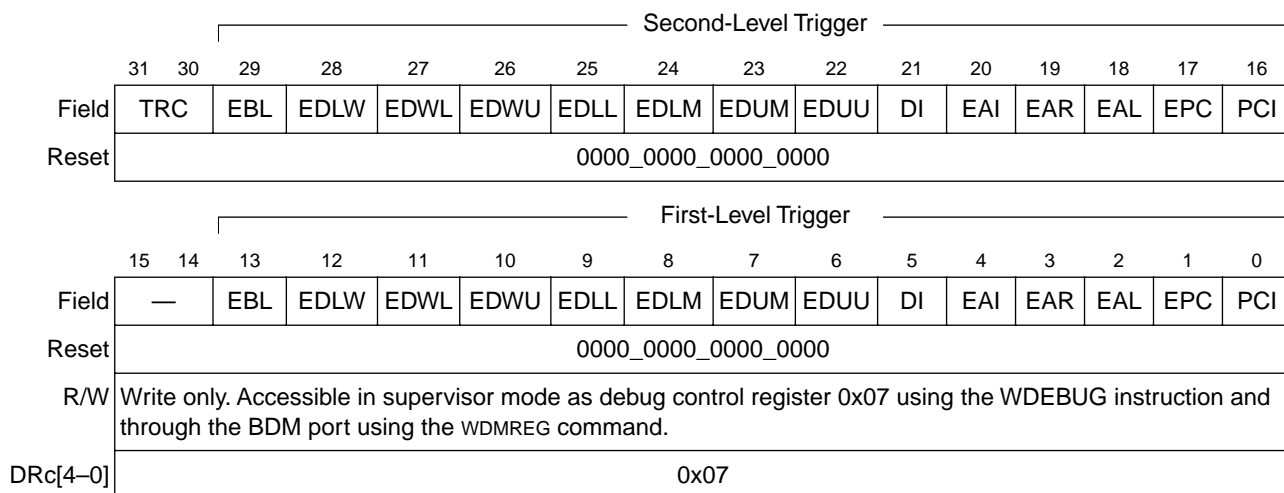 Second-Level Trigger
31 30 29 28 27 26 25 24 23 22 21 20 19 18 17 16
Field TRC EBL EDLW EDWL EDWU EDLL EDLM EDUM EDUU DI EAI EAR EAL EPC PCI
Reset 0000_0000_0000_0000
First-Level Trigger
15 14 13 12 11 10 9 8 7 6 5 4 3 2 1 0
Field — EBL EDLW EDWL EDWU EDLL EDLM EDUM EDUU DI EAI EAR EAL EPC PCI
Reset 0000_0000_0000_0000
R/W Write only. Accessible in supervisor mode as debug control register 0x07 using the WDEBUG instruction and
through the BDM port using the WDMREG command.
DRc[4–0] 0x07